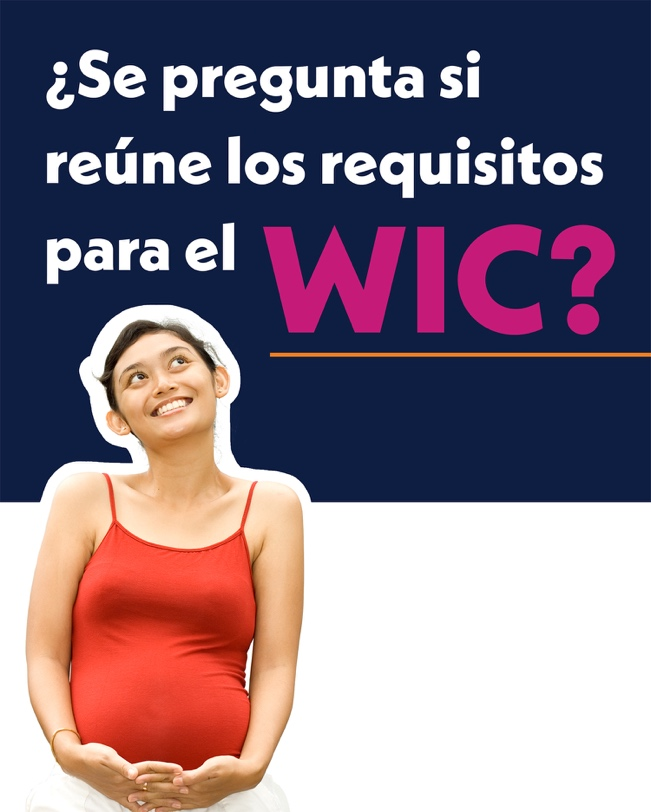 ¿Se pregunta si
reúne los requisitos
para el WIC?